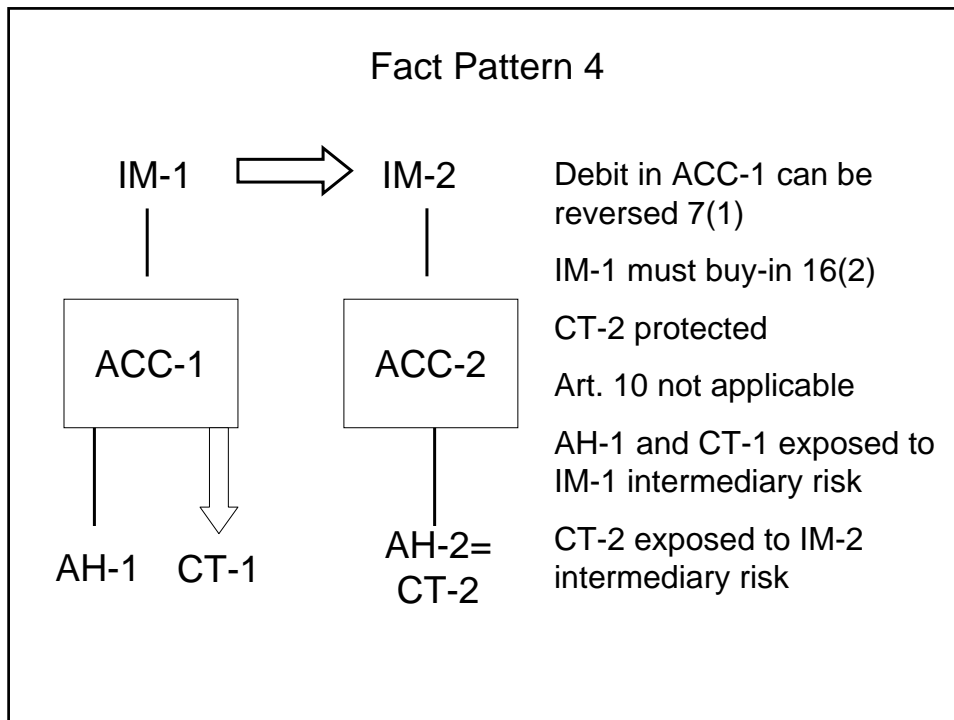 Fact Pattern 4
IM-1
IM-2
ACC-1
ACC-2
AH-1
CT-1
AH-2=
CT-2
Debit in ACC-1 can be
reversed 7(1)
IM-1 must buy-in 16(2)
CT-2 protected
Art. 10 not applicable
AH-1 and CT-1 exposed to
IM-1 intermediary risk
CT-2 exposed to IM-2
intermediary risk